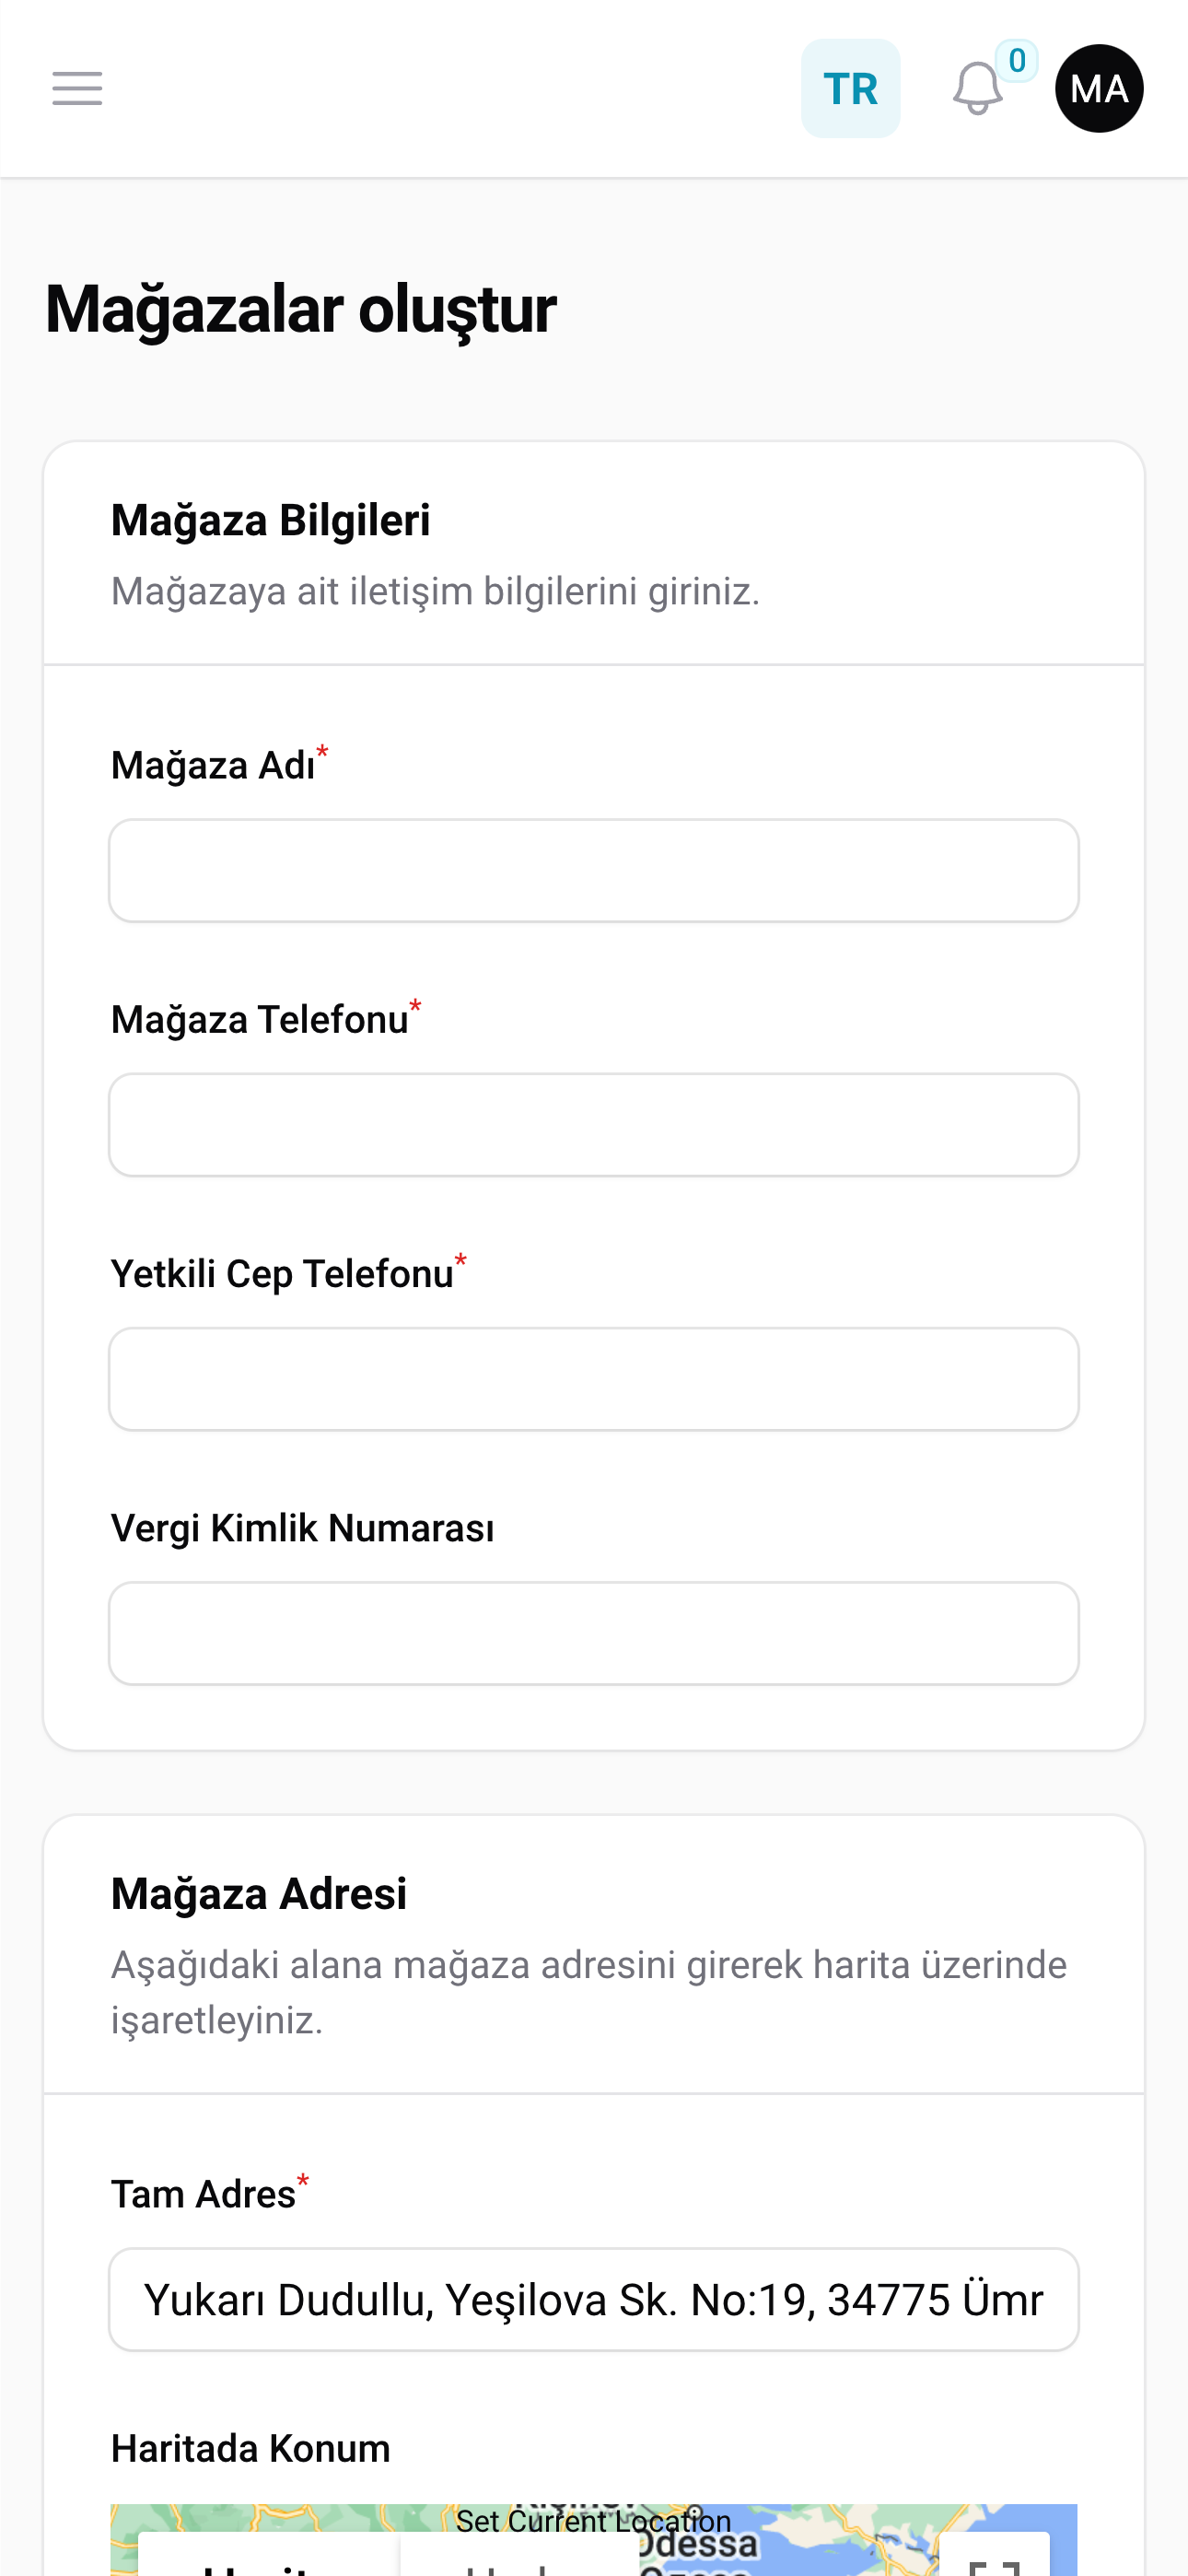 TR
0
MA
Mağazalar oluştur
Mağaza Bilgileri
Mağazaya ait iletişim bilgilerini giriniz.
Mağaza Adı*
Mağaza Telefonu*
Yetkili Cep Telefonu*
Vergi Kimlik Numarası
Mağaza Adresi
Aşağıdaki alana mağaza adresini girerek harita üzerinde
işaretleyiniz.
Tam Adres*
Yukarı Dudullu, Yeşilova Sk. No:19, 34775 Ümr
Haritada Konum
Set Current Location
Odessa